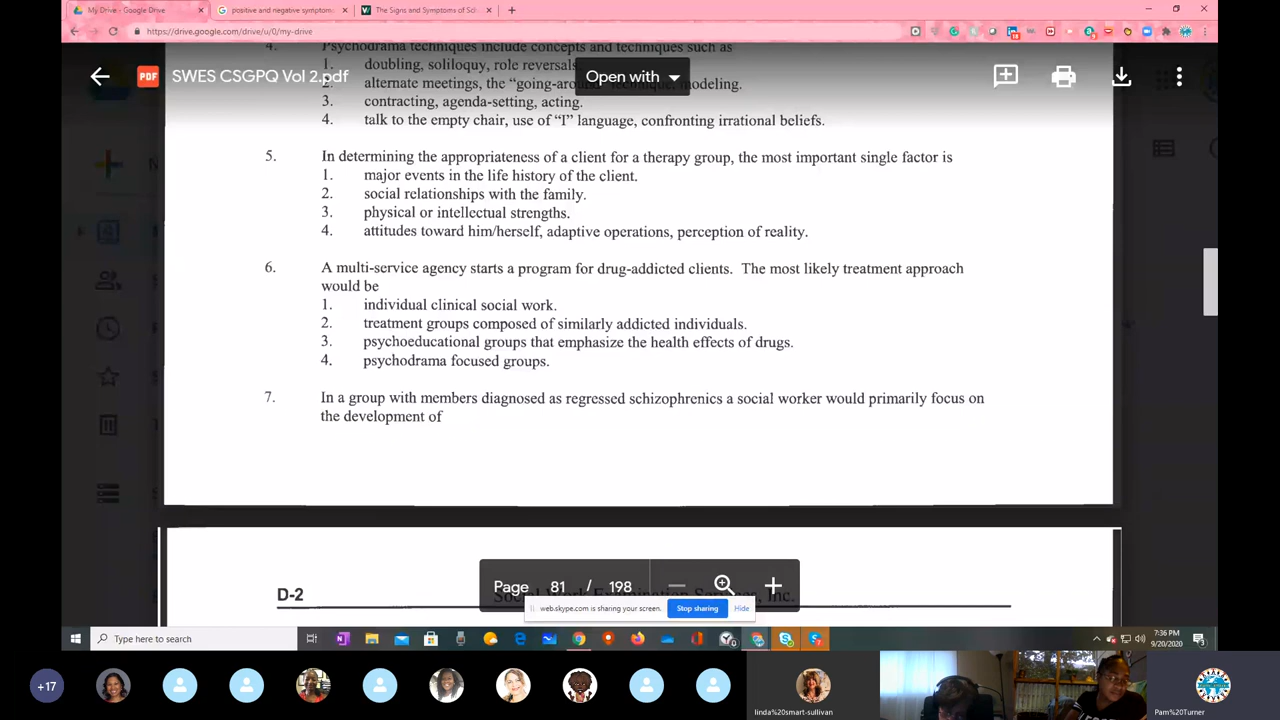 My Drive - Google Drive
positive and negative symptoms
The Signs and Symptoms of Sc
https://drive.google.com/drive/u/0/my-drive
SWES CSGPQ Vol 2.pdf
Open with
4. Psychodrama techniques include concepts and techniques such as
1. doubling, soliloquy, role reversals
2. alternate meetings, the "going-around" technique, modeling.
3. contracting, agenda-setting, acting.
4. talk to the empty chair, use of "I" language, confronting irrational beliefs.
5. In determining the appropriateness of a client for a therapy group, the most important single factor is
1. major events in the life history of the client.
2. social relationships with the family.
3. physical or intellectual strengths.
4. attitudes toward him/herself, adaptive operations, perception of reality.
6. A multi-service agency starts a program for drug-addicted clients. The most likely treatment approach
would be
1. individual clinical social work.
2. treatment groups composed of similarly addicted individuals.
3. psychoeducational groups that emphasize the health effects of drugs.
4. psychodrama focused groups.
7. In a group with members diagnosed as regressed schizophrenics a social worker would primarily focus on
the development of
D-2
Social Work Examination Services, Inc.
Page 81 / 198
web.skype.com is sharing your screen.
Stop sharing
Hide
Type here to search
7:36 PM
9/20/2020
+17
linda%20smart-sullivan
Pam%20Turner